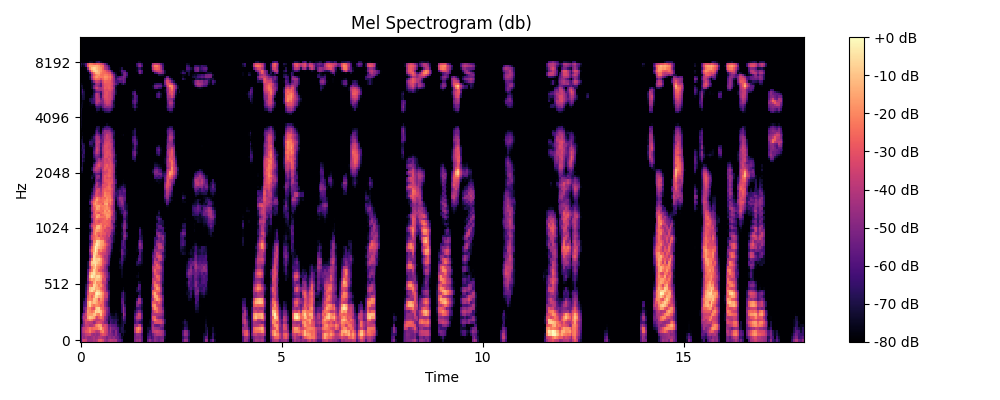 Mel Spectrogram (db)
8192
4096
2048
1024
512
0
Hz
0 5 10 15
Time
+0 dB
-10 dB
-20 dB
-30 dB
-40 dB
-50 dB
-60 dB
-70 dB
-80 dB